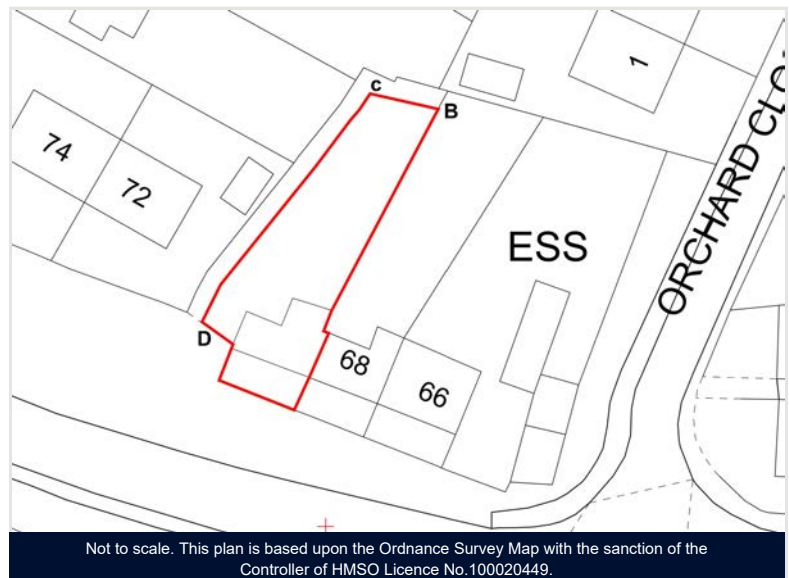 1
c
B
ORCHARD CLO
74
72
ESS
D
68
66
Not to scale. This plan is based upon the Ordnance Survey Map with the sanction of the
Controller of HMSO Licence No.100020449.